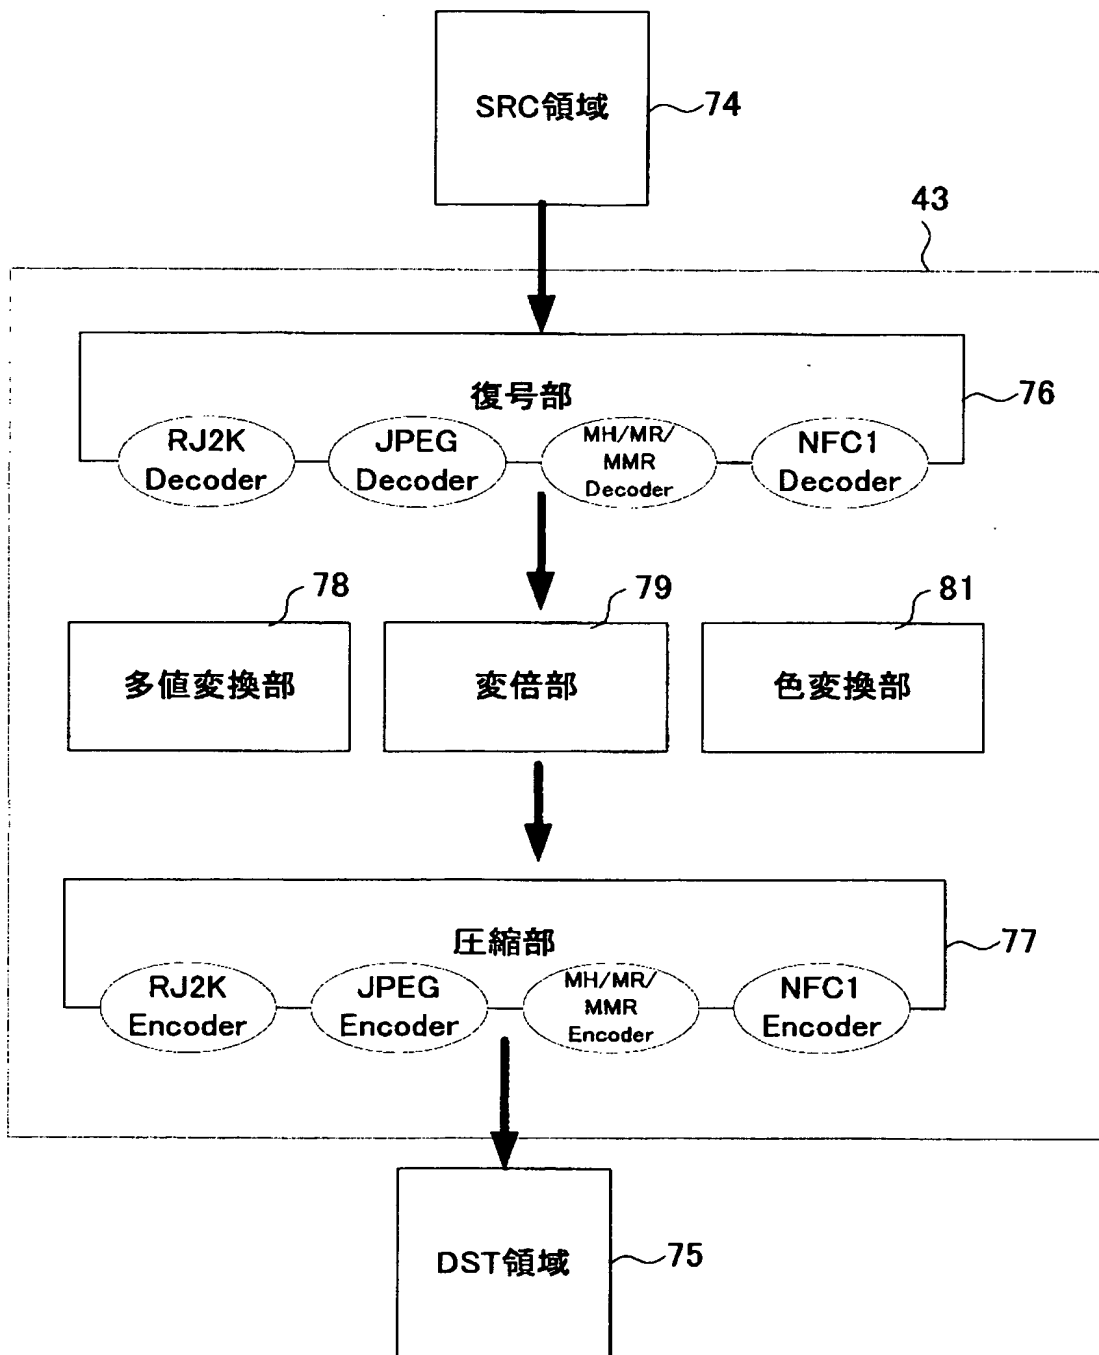 SRC領域
74
43
復号部
76
RJ2K
Decoder
JPEG
Decoder
MH/MR/
MMR
Decoder
NFC1
Decoder
78
79
81
多値変換部
変倍部
色変換部
圧縮部
77
RJ2K
Encoder
JPEG
Encoder
MH/MR/
MMR
Encoder
NFC1
Encoder
DST領域
75